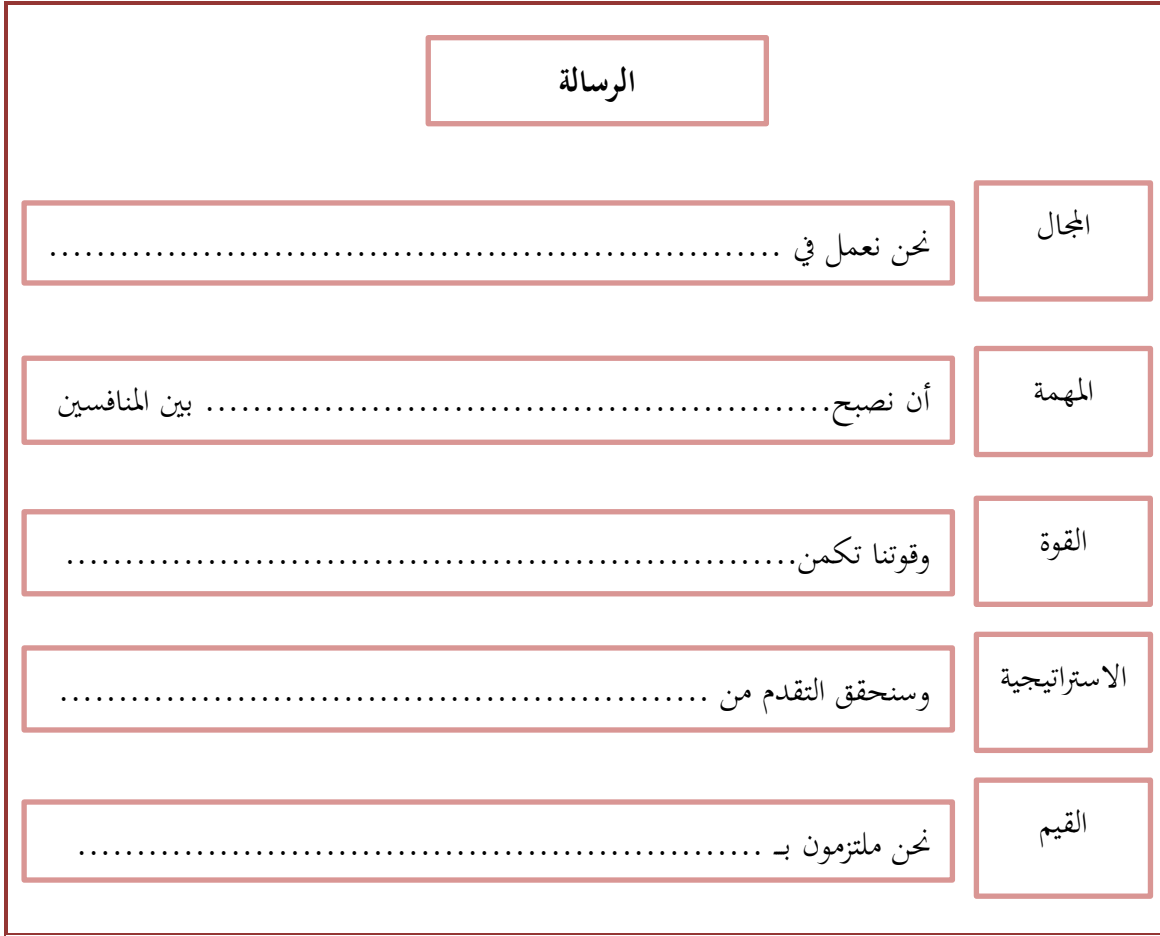 الرسالة
المجال
نحن نعمل في ..............................................................
المهمة
أن نصبح..................................................... بين المنافسين
القوة
وقوتنا تكمن..............................................................
الاستراتيجية
وسنحقق التقدم من .......................................................
القيم
نحن ملتزمون بـ ..........................................................